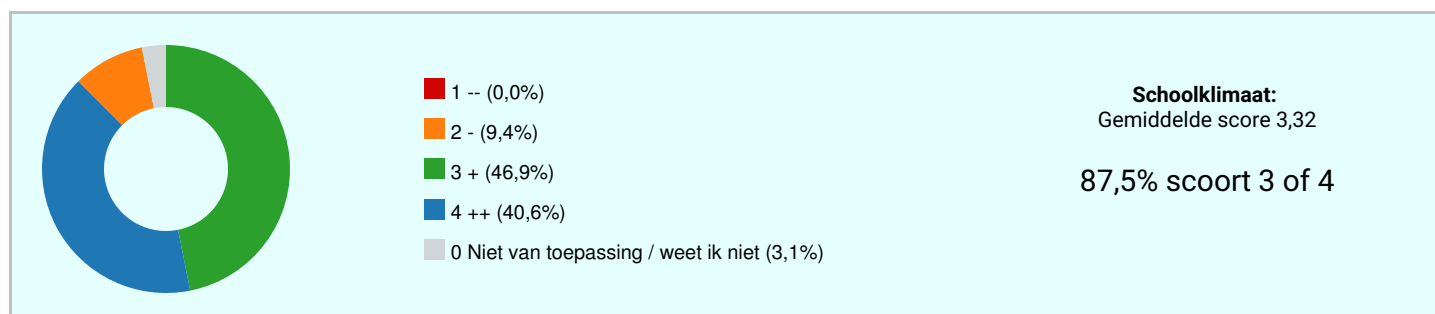 1 -- (0,0%)
2 - (9,4%)
3 + (46,9%)
4 ++ (40,6%)
0 Niet van toepassing / weet ik niet (3,1%)
Schoolklimaat:
Gemiddelde score 3,32
87,5% scoort 3 of 4